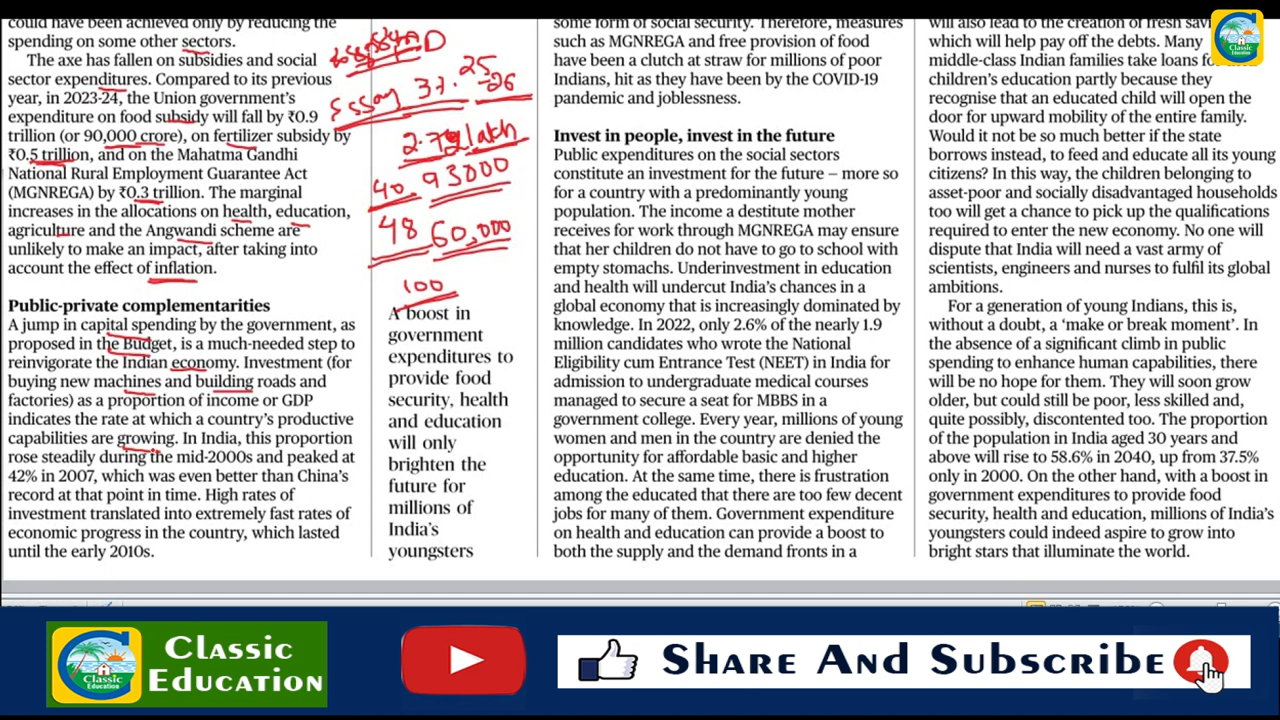 could have been achieved only by reducing the
spending on some other sectors.
The axe has fallen on subsidies and social
sector expenditures. Compared to its previous
year, in 2023-24, the Union government's
expenditure on food subsidy will fall by ₹0.9
trillion (or 90,000 crore), on fertilizer subsidy by
₹0.5 trillion, and on the Mahatma Gandhi
National Rural Employment Guarantee Act
(MGNREGA) by ₹0.3 trillion. The marginal
increases in the allocations on health, education,
agriculture and the Angwandi scheme are
unlikely to make an impact, after taking into
account the effect of inflation.
Public-private complementarities
A jump in capital spending by the government, as
proposed in the Budget, is a much-needed step to
reinvigorate the Indian economy. Investment (for
buying new machines and building roads and
factories) as a proportion of income or GDP
indicates the rate at which a country's productive
capabilities are growing. In India, this proportion
rose steadily during the mid-2000s and peaked at
42% in 2007, which was even better than China's
record at that point in time. High rates of
investment translated into extremely fast rates of
economic progress in the country, which lasted
until the early 2010s.
Essay 37. 25
-26
lakh
40. 93000
48 60,000
100
A boost in
government
expenditures to
provide food
security, health
and education
will only
brighten the
future for
millions of
India's
youngsters
some form of social security. Therefore, measures
such as MGNREGA and free provision of food
have been a clutch at straw for millions of poor
Indians, hit as they have been by the COVID-19
pandemic and joblessness.
Invest in people, invest in the future
Public expenditures on the social sectors
constitute an investment for the future – more so
for a country with a predominantly young
population. The income a destitute mother
receives for work through MGNREGA may ensure
that her children do not have to go to school with
empty stomachs. Underinvestment in education
and health will undercut India's chances in a
global economy that is increasingly dominated by
knowledge. In 2022, only 2.6% of the nearly 1.9
million candidates who wrote the National
Eligibility cum Entrance Test (NEET) in India for
admission to undergraduate medical courses
managed to secure a seat for MBBS in a
government college. Every year, millions of young
women and men in the country are denied the
opportunity for affordable basic and higher
education. At the same time, there is frustration
among the educated that there are too few decent
jobs for many of them. Government expenditure
on health and education can provide a boost to
both the supply and the demand fronts in a
will also lead to the creation of fresh
which will help pay off the debts. Many
middle-class Indian families take loans for their
children's education partly because they
recognise that an educated child will open the
door for upward mobility of the entire family.
Would it not be so much better if the state
borrows instead, to feed and educate all its young
citizens? In this way, the children belonging to
asset-poor and socially disadvantaged households
too will get a chance to pick up the qualifications
required to enter the new economy. No one will
dispute that India will need a vast army of
scientists, engineers and nurses to fulfil its global
ambitions.
For a generation of young Indians, this is,
without a doubt, a 'make or break moment'. In
the absence of a significant climb in public
spending to enhance human capabilities, there
will be no hope for them. They will soon grow
older, but could still be poor, less skilled and,
quite possibly, discontented too. The proportion
of the population in India aged 30 years and
above will rise to 58.6% in 2040, up from 37.5%
only in 2000. On the other hand, with a boost in
government expenditures to provide food
security, health and education, millions of India's
youngsters could indeed aspire to grow into
bright stars that illuminate the world.
Classic
Education
Classic
Education
Classic
Education
Share And Subscribe